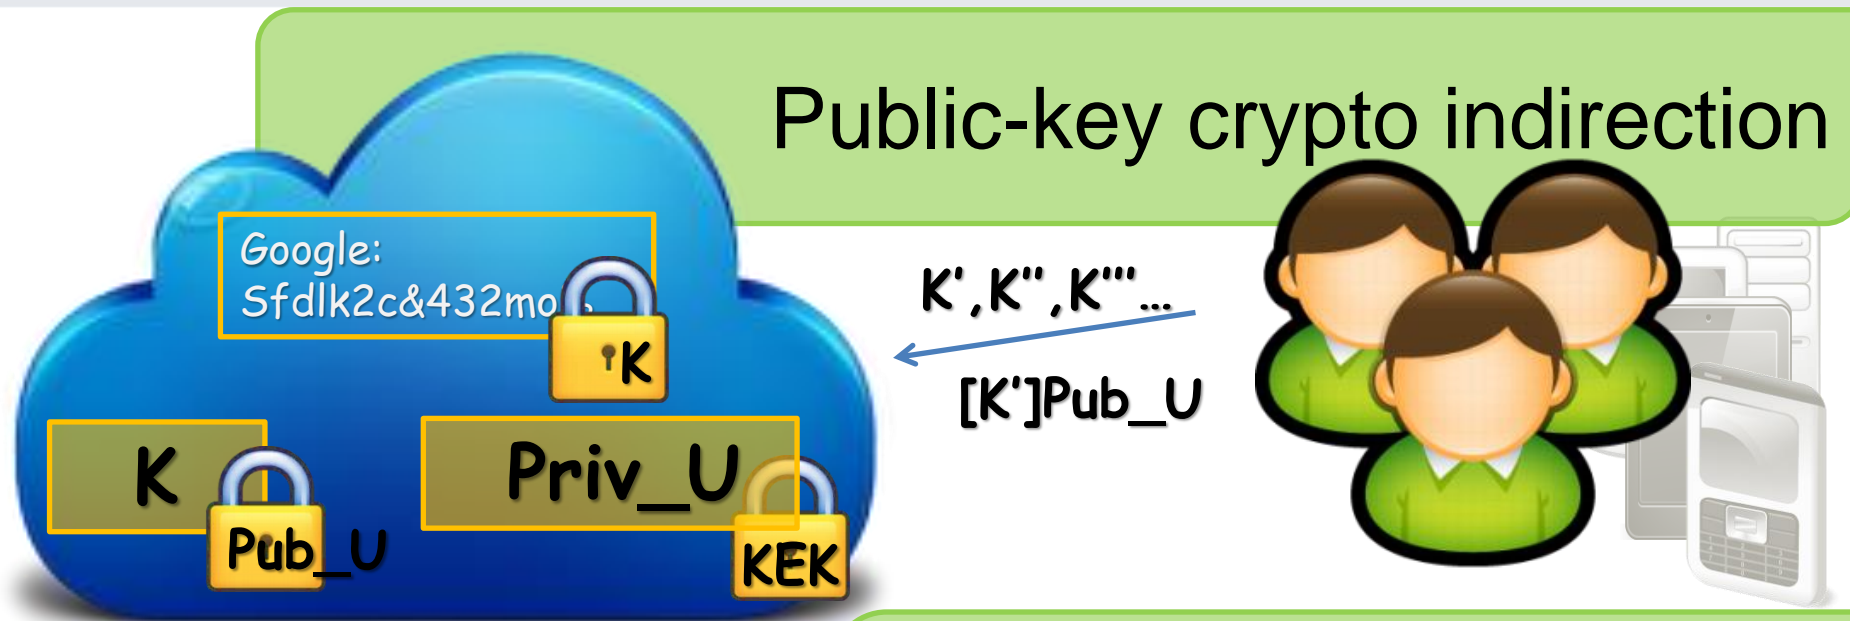 Public-key crypto indirection
Google:
Sfdlk2c&432mo
K
K',K'',K'''...
[K']Pub_U
K
Pub_U
Priv_U
KEK